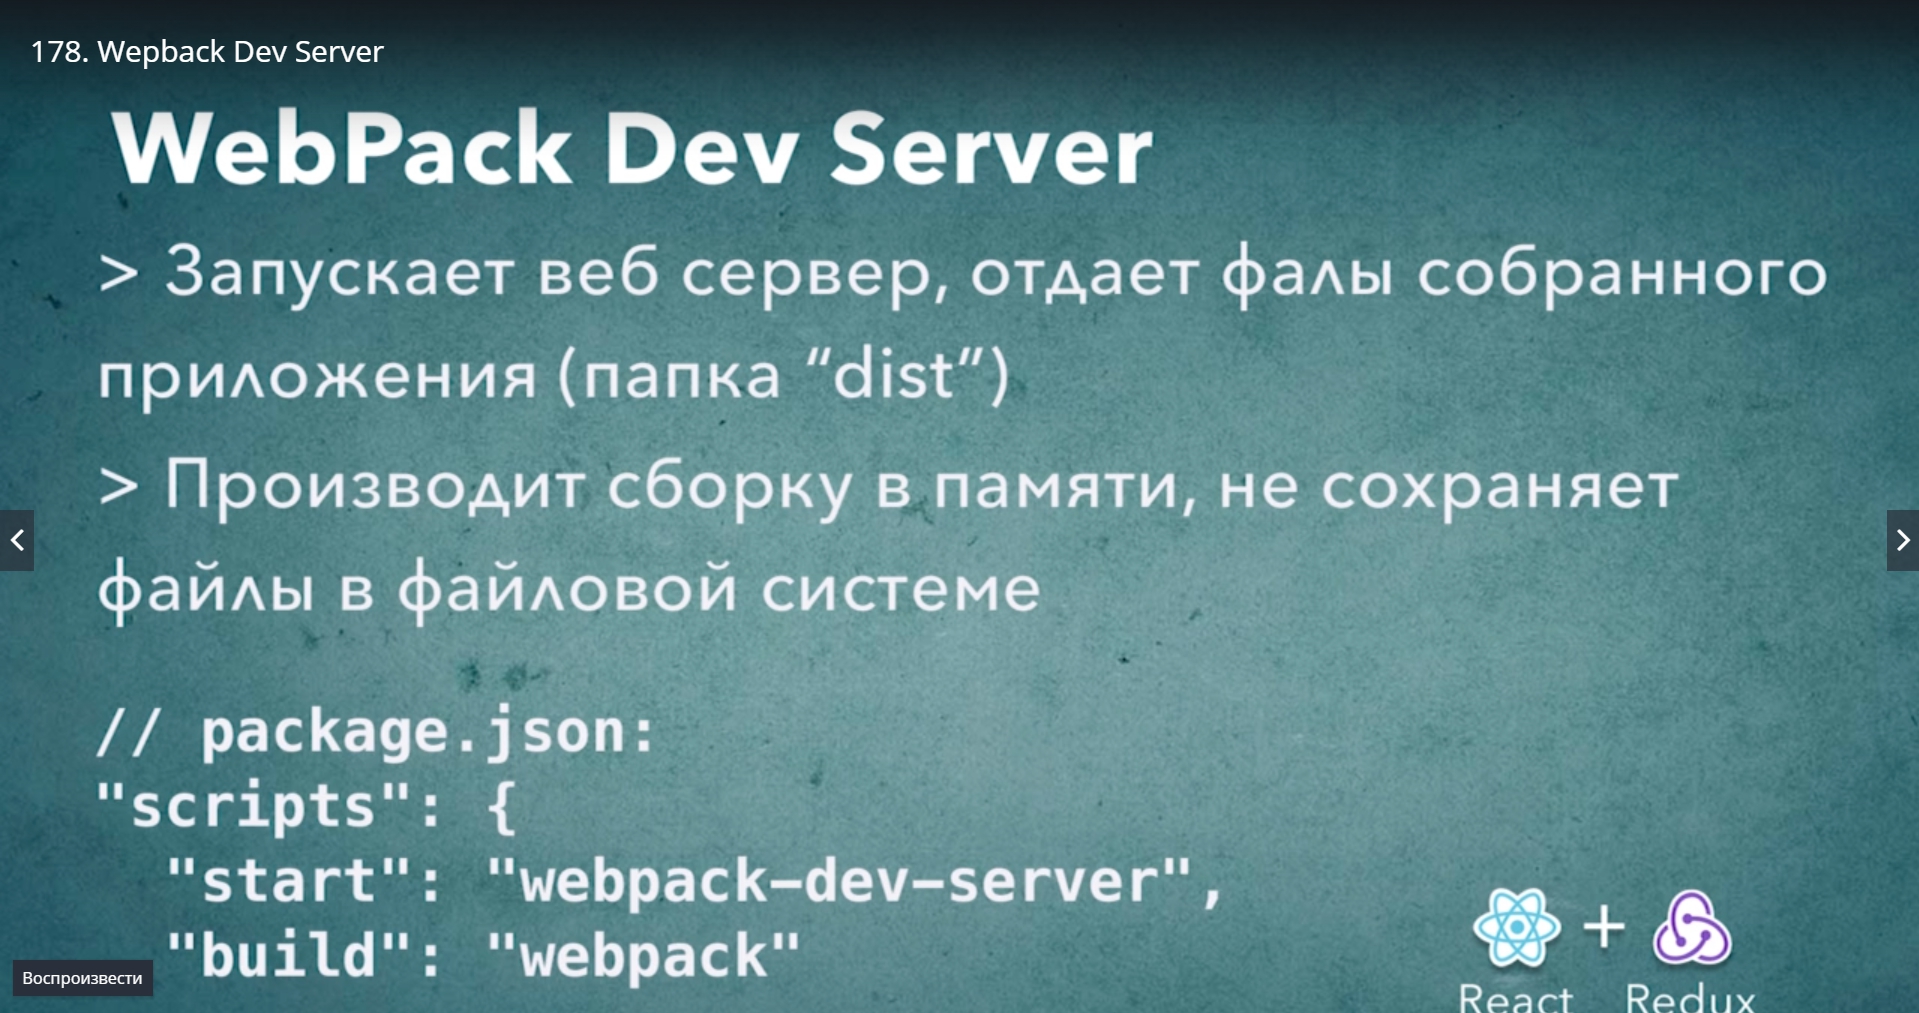 178. Wepback Dev Server
WebPack Dev Server
> Запускает веб сервер, отдает фалы собранного
приложения (папка “dist”)
> Производит сборку в памяти, не сохраняет
файлы в файловой системе
// package.json:
"scripts": {
"start": "webpack-dev-server",
"build": "webpack"
Воспроизвести
+
React Redux